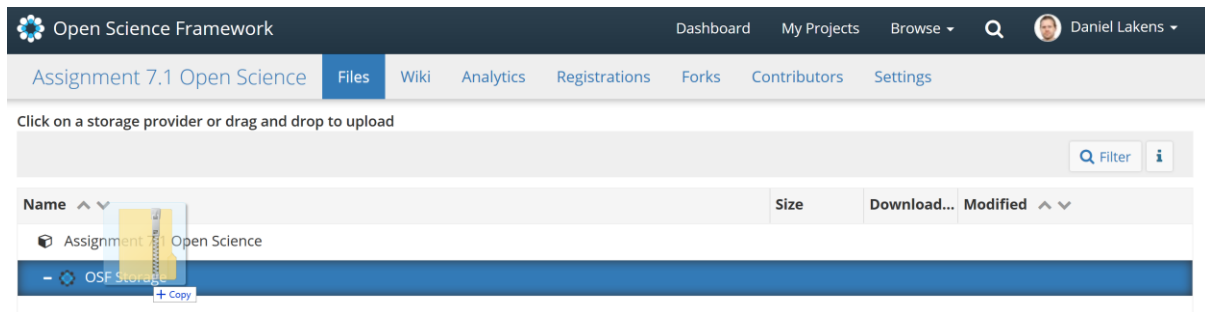 Open Science Framework Dashboard My Projects Browse Daniel Lakens
Assignment 7.1 Open Science Files Wiki Analytics Registrations Forks Contributors Settings
Click on a storage provider or drag and drop to upload
Filter i
Name Size Download... Modified
Assignment 7.1 Open Science
OSF Storage
+ Copy